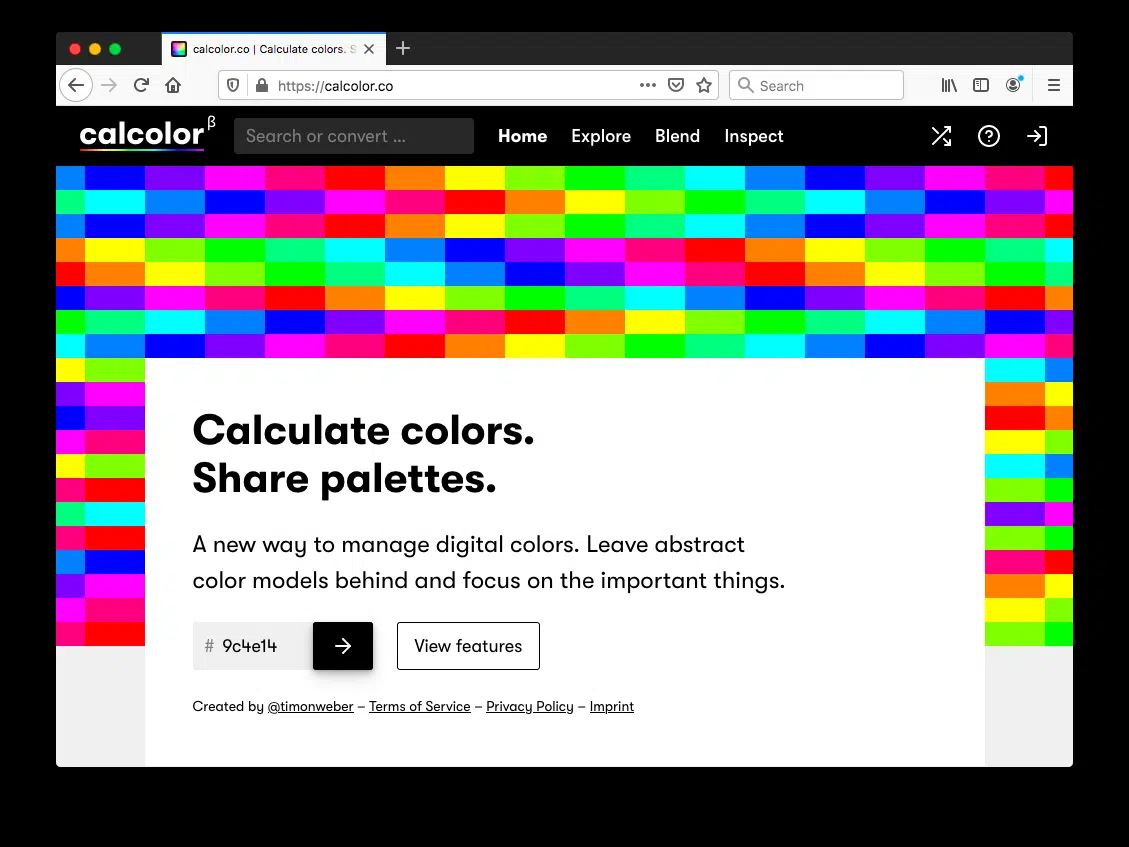 calcolor.co | Calculate colors. S
https://calcolor.co
Search
calcolor β
Search or convert ...
Home
Explore
Blend
Inspect
Calculate colors.
Share palettes.
A new way to manage digital colors. Leave abstract
color models behind and focus on the important things.
# 9c4e14
View features
Created by @timonweber – Terms of Service – Privacy Policy – Imprint